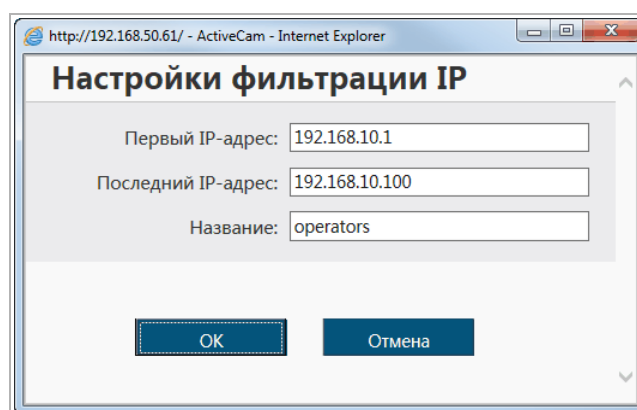 http://192.168.50.61/ - ActiveCam - Internet Explorer
Настройки фильтрации IP
Первый IP-адрес: 192.168.10.1
Последний IP-адрес: 192.168.10.100
Название: operators
OK Отмена